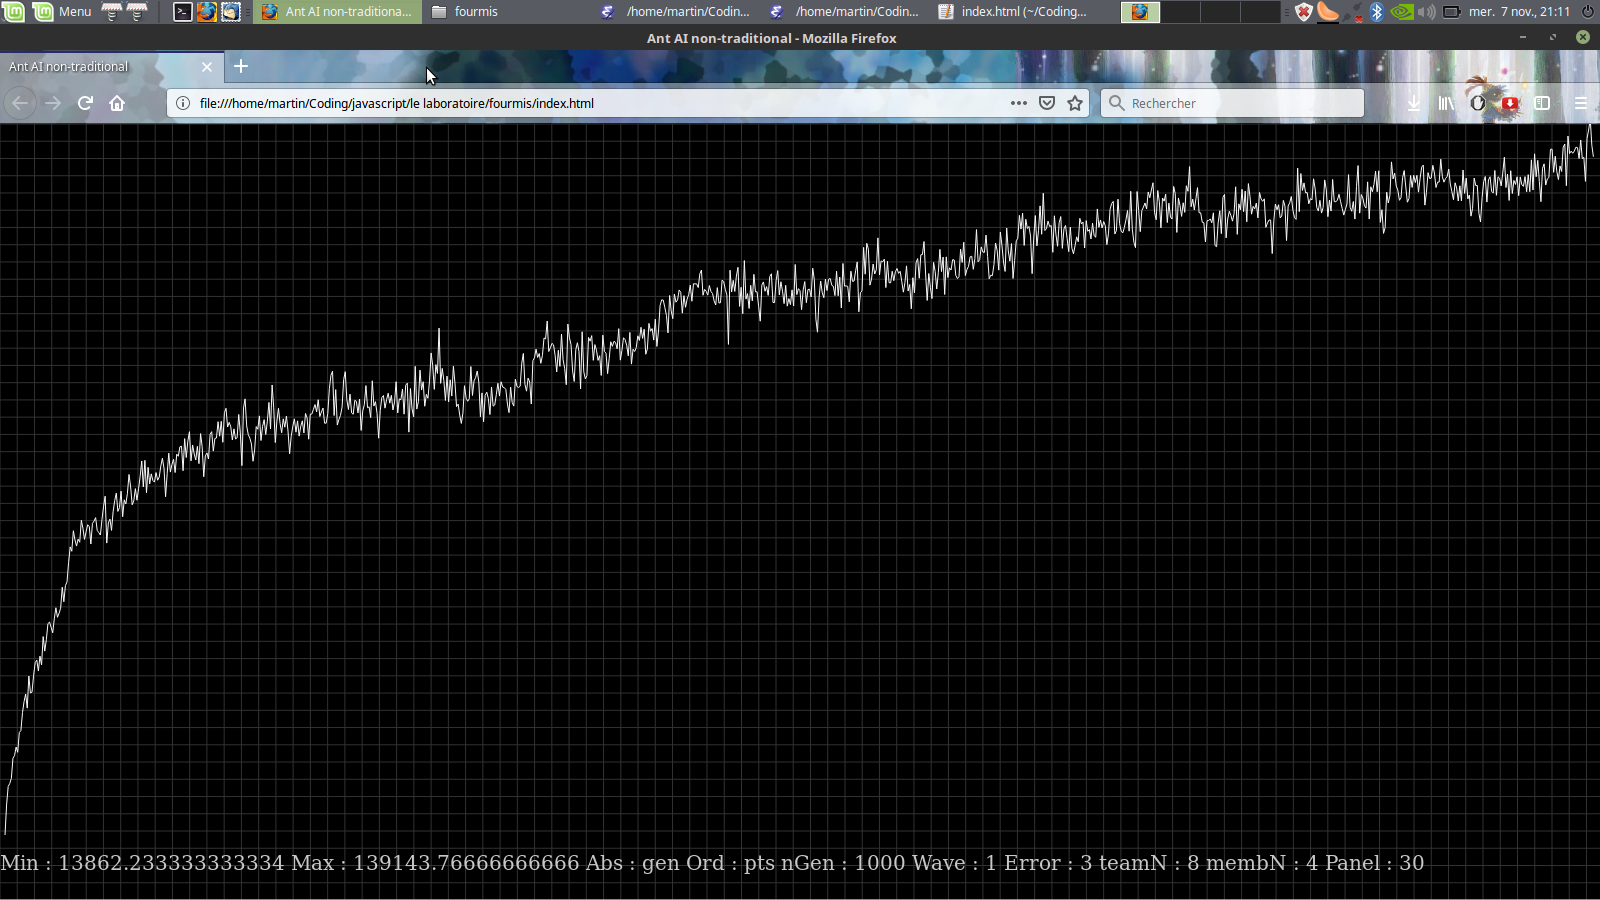 Menu Ant AI non-traditiona... fourmis /home/martin/Codin... /home/martin/Codin... index.html (~/Coding... mer. 7 nov., 21:11
Ant AI non-traditional - Mozilla Firefox
Ant AI non-traditional
file:///home/martin/Coding/javascript/le laboratoire/fourmis/index.html Rechercher
Min : 13862.233333333334 Max : 139143.76666666666 Abs : gen Ord : pts nGen : 1000 Wave : 1 Error : 3 teamN : 8 membN : 4 Panel : 30